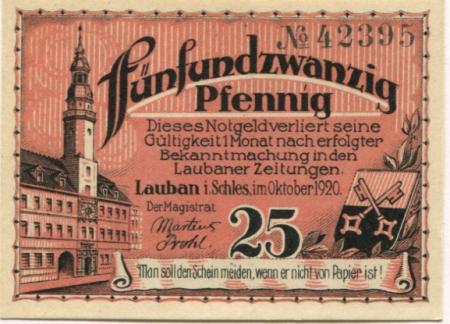 № 42395
Fünfundzwanzig
Pfennig
Dieses Notgeld verliert seine
Gültigkeit 1 Monat nach erfolgter
Bekanntmachung in den
Laubaner Zeitungen.
Lauban i. Schles, im Oktober 1920.
Der Magistrat
25
Man soll den Schein meiden, wenn er nicht von Papier ist!